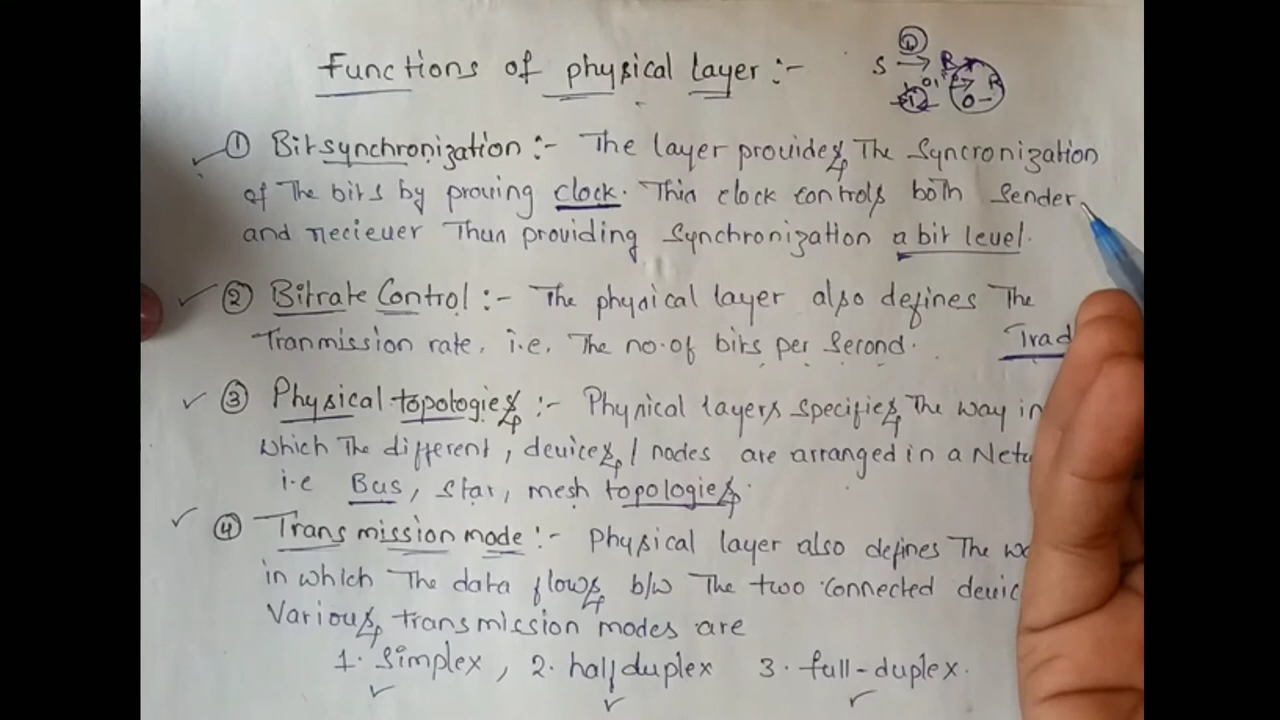 Functions of physical layer :-
S → R
① Bit synchronization :- The layer provides The Syncronization
of The bits by proving clock. This clock controls both sender
and reciever Thus providing Synchronization a bit level.
② Bitrate Control :- The physical layer also defines The
Tranmission rate. i.e. The no. of bits per second. Trad
③ Physical topologies :- Physical layers specifies The way in
which The different, devices / nodes are arranged in a Netw
i.e Bus, star, mesh topologies.
④ Transmission mode :- Physical layer also defines The wa
in which The data flows b/w The two connected devic
Various transmission modes are
1. Simplex, 2. half duplex 3. full-duplex.